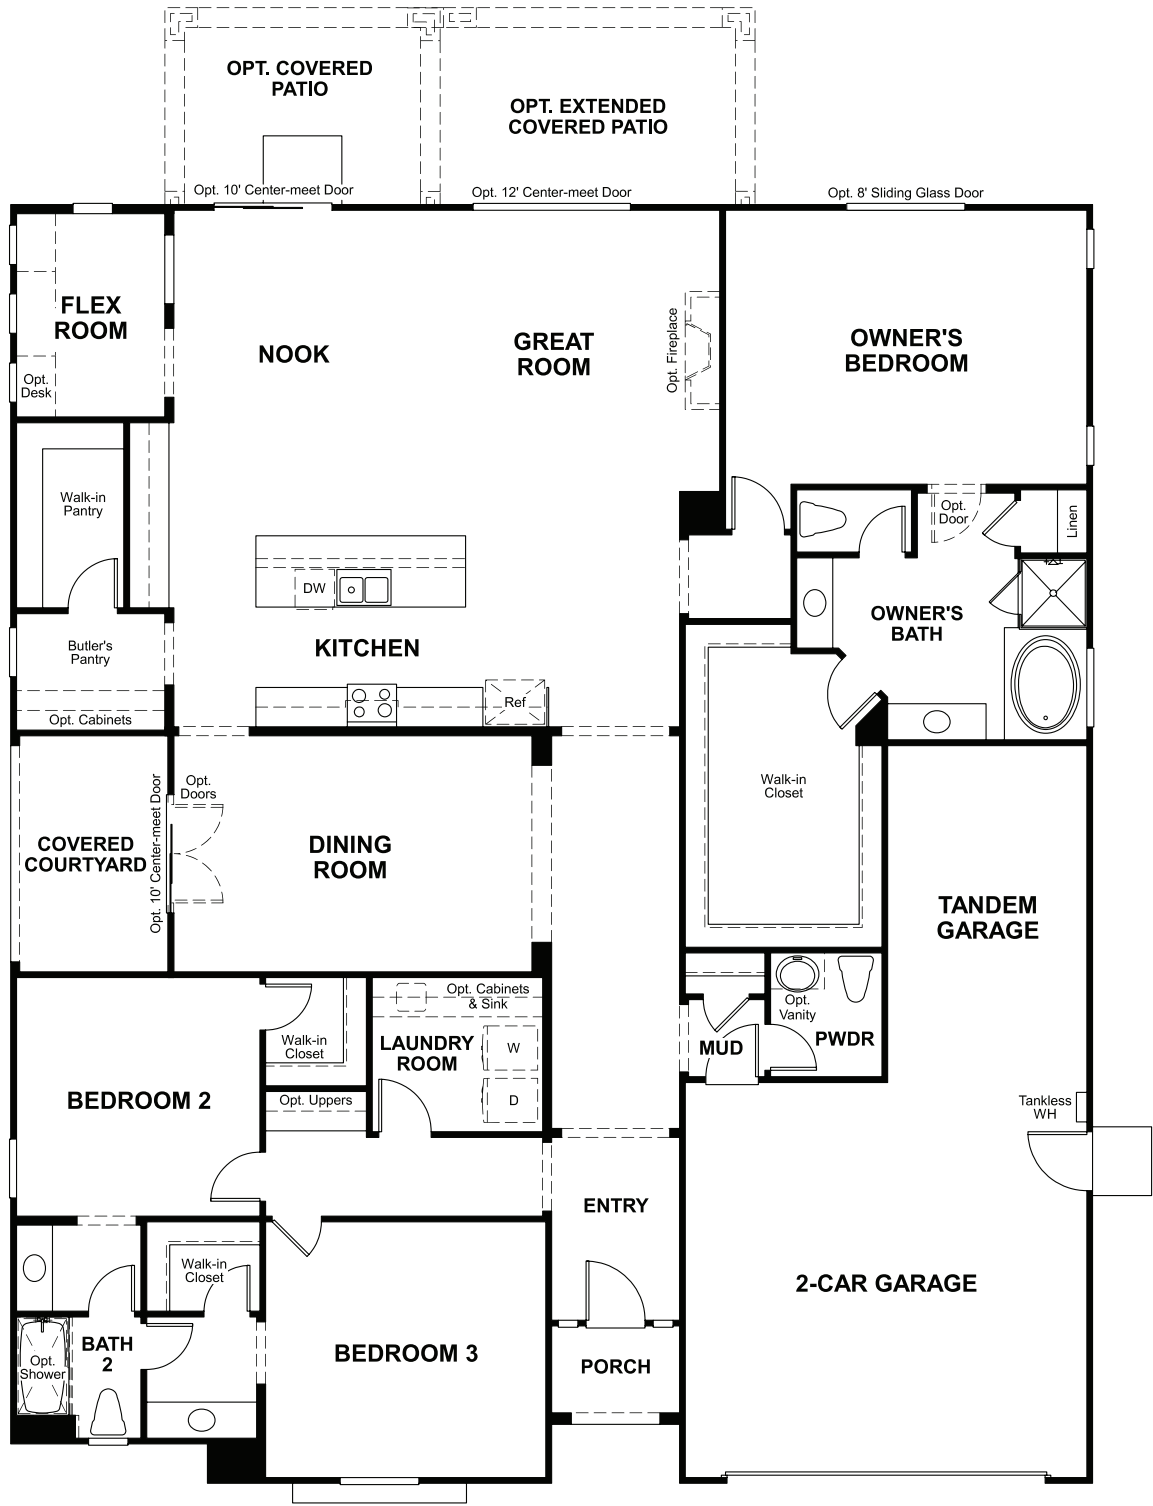 OPT. COVERED
PATIO
OPT. EXTENDED
COVERED PATIO
Opt. 10' Center-meet Door
Opt. 12' Center-meet Door
Opt. 8' Sliding Glass Door
FLEX
ROOM
Opt.
Desk
NOOK
GREAT
ROOM
Opt. Fireplace
OWNER'S
BEDROOM
Walk-in
Pantry
Opt.
Door
Linen
DW
OWNER'S
BATH
Butler's
Pantry
KITCHEN
Opt. Cabinets
Ref
Opt.
Doors
Walk-in
Closet
COVERED
COURTYARD
Opt. 10' Center-meet Door
DINING
ROOM
TANDEM
GARAGE
Opt. Cabinets
& Sink
Opt.
Vanity
Walk-in
Closet
LAUNDRY
ROOM
W
MUD
PWDR
BEDROOM 2
Opt. Uppers
D
Tankless
WH
ENTRY
Walk-in
Closet
2-CAR GARAGE
BATH
2
Opt.
Shower
BEDROOM 3
PORCH